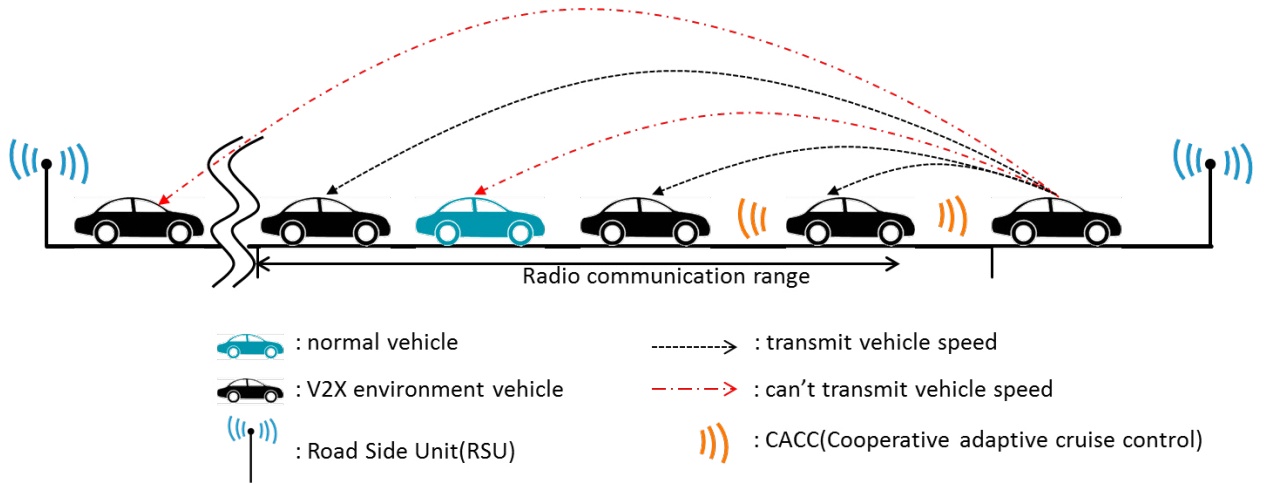 Radio communication range
: normal vehicle
: transmit vehicle speed
: V2X environment vehicle
: can't transmit vehicle speed
: Road Side Unit(RSU)
: CACC(Cooperative adaptive cruise control)